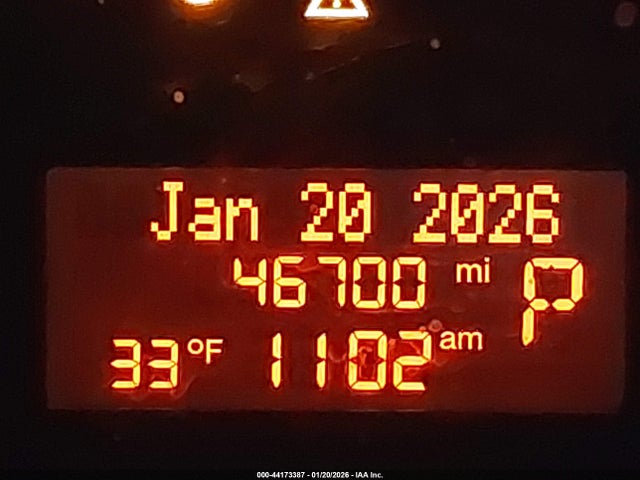 Jan 20 2026
46700 mi P
33 °F 1102 am
000-44173387 - 01/20/2026 - IAA Inc.